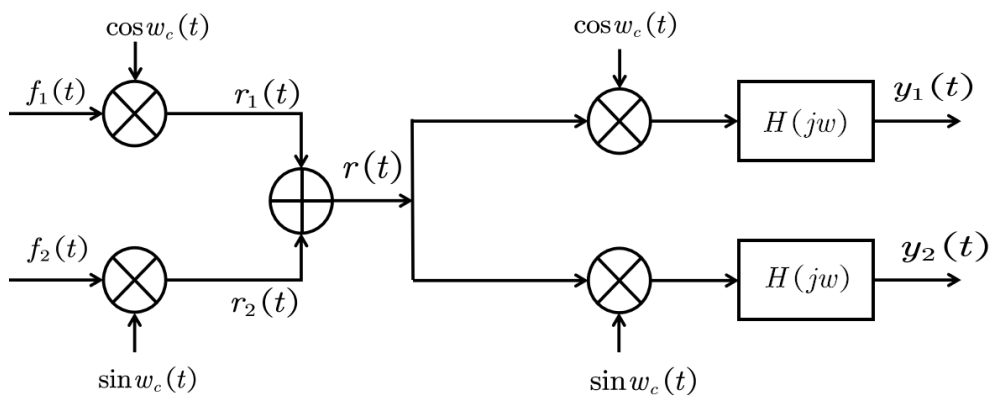 cos w_c(t)
cos w_c(t)
f_1(t)
r_1(t)
H(jw)
y_1(t)
r(t)
f_2(t)
r_2(t)
H(jw)
y_2(t)
sin w_c(t)
sin w_c(t)